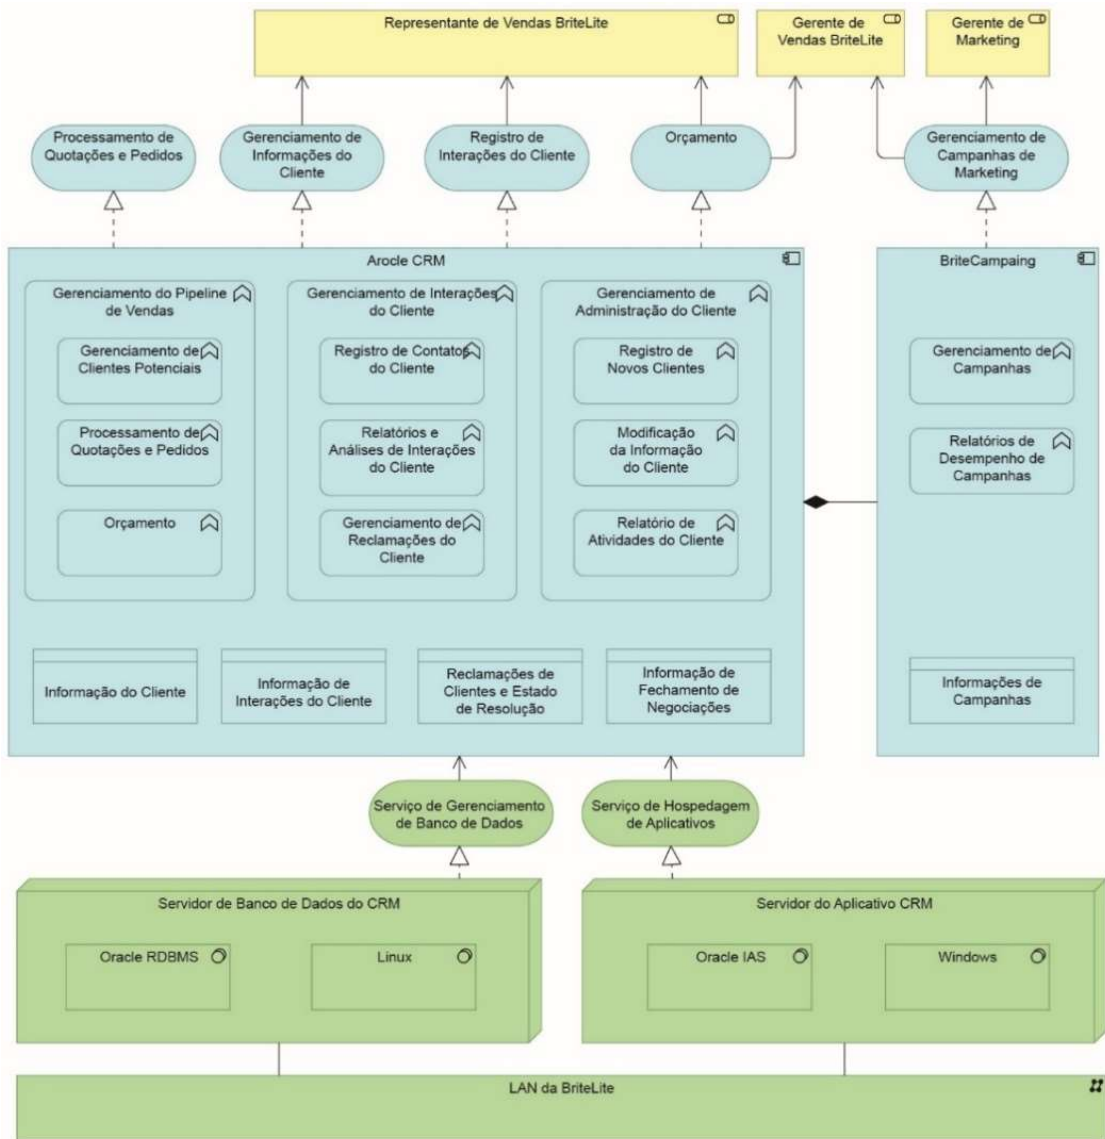 Representante de Vendas BriteLite
Gerente de
Vendas BriteLite
Gerente de
Marketing
Processamento de
Quotações e Pedidos
Gerenciamento de
Informações do
Cliente
Registro de
Interações do Cliente
Orçamento
Gerenciamento de
Campanhas de
Marketing
Arocle CRM
Gerenciamento do Pipeline
de Vendas
Gerenciamento de
Clientes Potenciais
Processamento de
Quotações e Pedidos
Orçamento
Gerenciamento de Interações
do Cliente
Registro de Contatos
do Cliente
Relatórios e
Análises de Interações
do Cliente
Gerenciamento de
Reclamações do
Cliente
Gerenciamento de
Administração do Cliente
Registro de
Novos Clientes
Modificação
da Informação
do Cliente
Relatório de
Atividades do Cliente
Informação do Cliente
Informação de
Interações do Cliente
Reclamações de
Clientes e Estado
de Resolução
Informação de
Fechamento de
Negociações
BriteCampaing
Gerenciamento de
Campanhas
Relatórios de
Desempenho de
Campanhas
Informações de
Campanhas
Serviço de Gerenciamento
de Banco de Dados
Serviço de Hospedagem
de Aplicativos
Servidor de Banco de Dados do CRM
Oracle RDBMS
Linux
Servidor do Aplicativo CRM
Oracle IAS
Windows
LAN da BriteLite